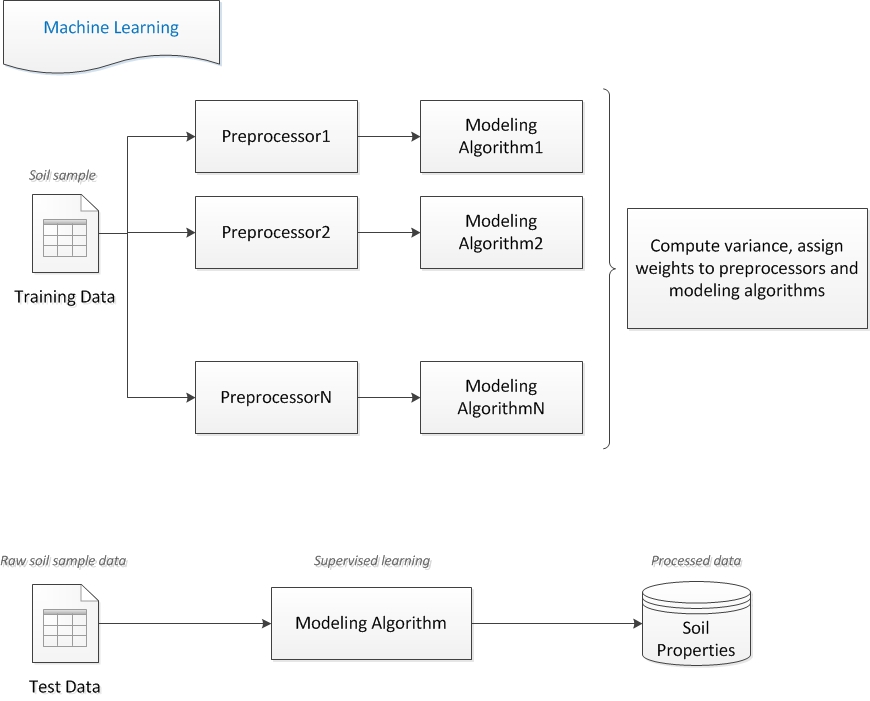 Machine Learning
Preprocessor1
Modeling
Algorithm1
Soil sample
Preprocessor2
Modeling
Algorithm2
Compute variance, assign
weights to preprocessors and
modeling algorithms
Training Data
PreprocessorN
Modeling
AlgorithmN
Raw soil sample data
Supervised learning
Processed data
Modeling Algorithm
Soil
Properties
Test Data